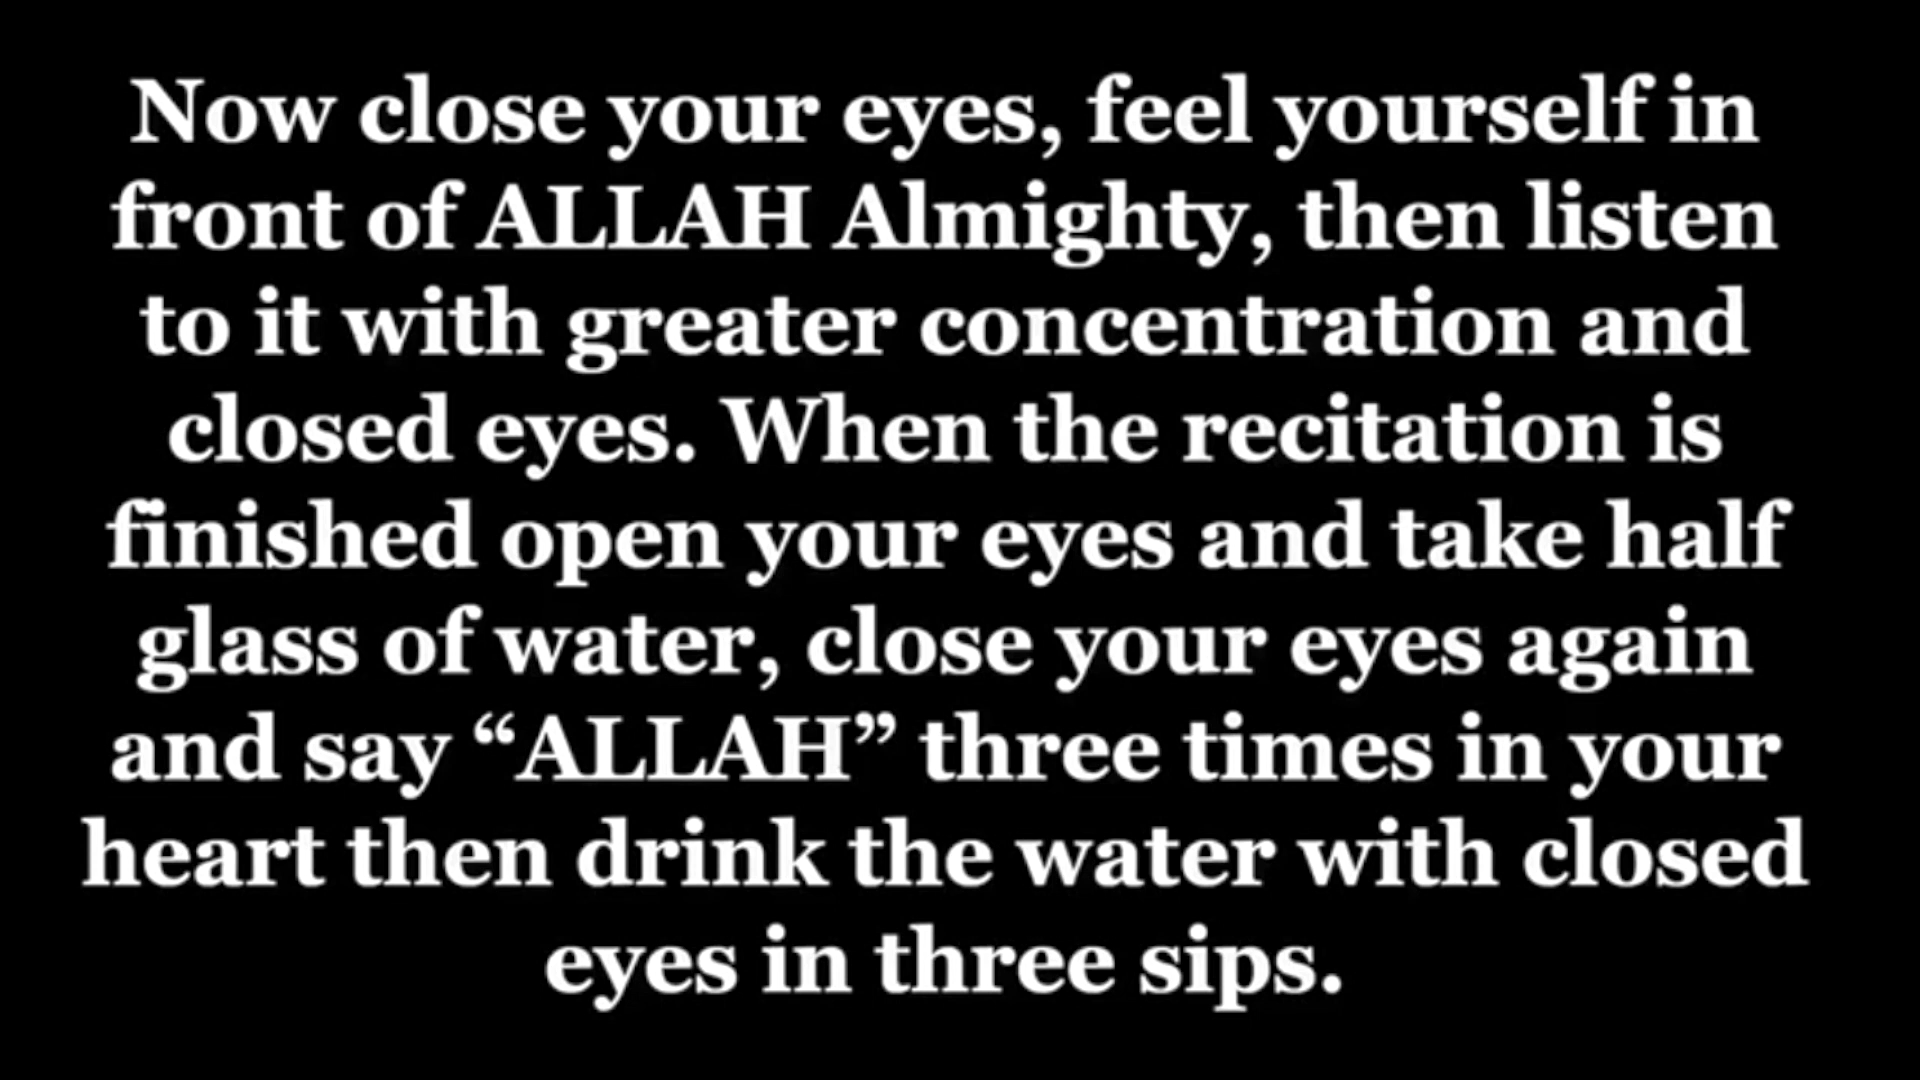 Now close your eyes, feel yourself in
front of ALLAH Almighty, then listen
to it with greater concentration and
closed eyes. When the recitation is
finished open your eyes and take half
glass of water, close your eyes again
and say “ALLAH” three times in your
heart then drink the water with closed
eyes in three sips.